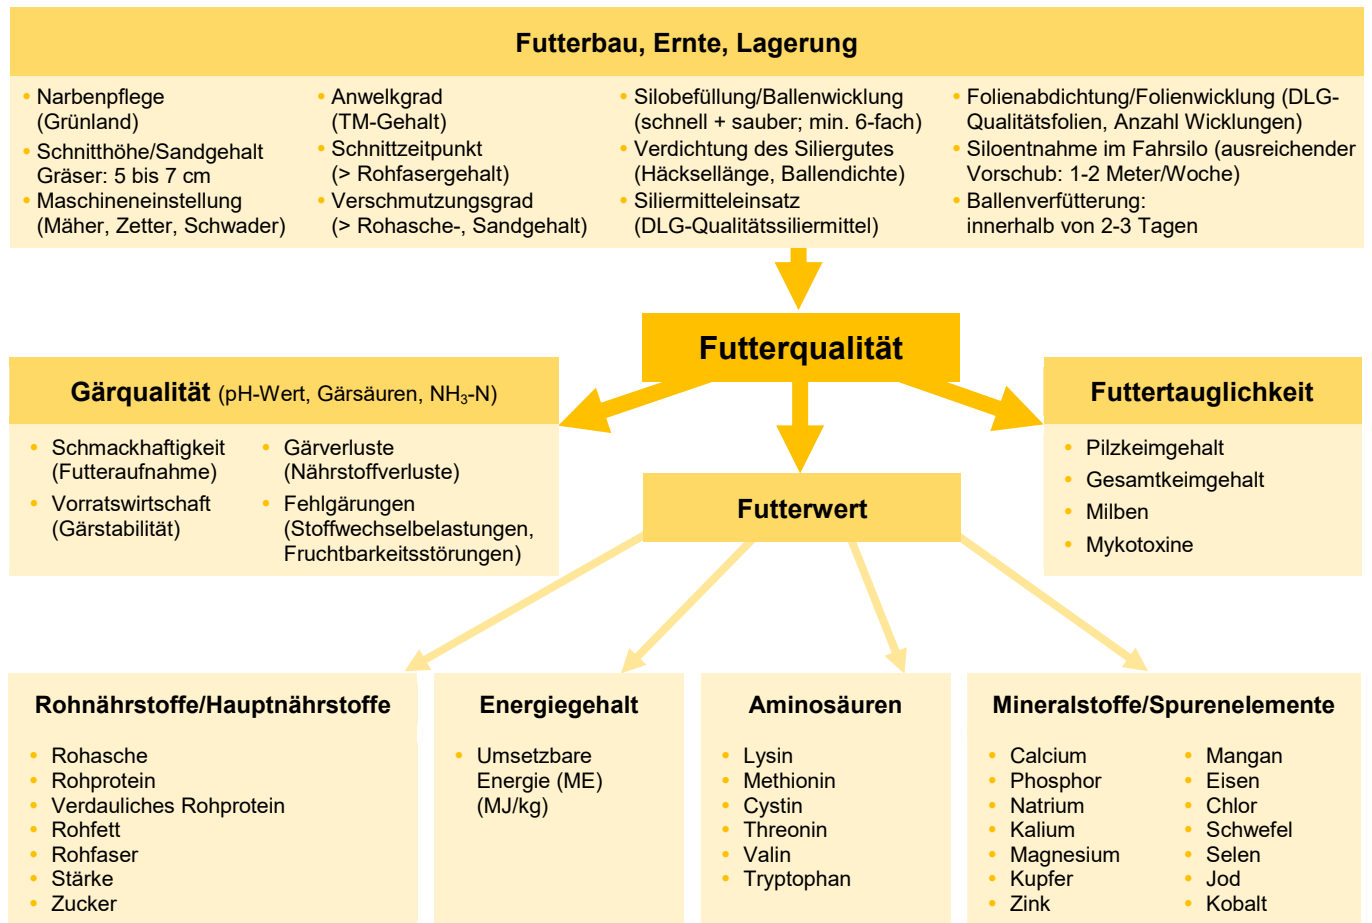 Futterbau, Ernte, Lagerung
• Narbenpflege
(Grünland)
• Schnitthöhe/Sandgehalt
Gräser: 5 bis 7 cm
• Maschineneinstellung
(Mäher, Zetter, Schwader)
• Anwelkgrad
(TM-Gehalt)
• Schnittzeitpunkt
(> Rohfasergehalt)
• Verschmutzungsgrad
(> Rohasche-, Sandgehalt)
• Silobefüllung/Ballenwicklung
(schnell + sauber; min. 6-fach)
• Verdichtung des Siliergutes
(Häcksellänge, Ballendichte)
• Siliermitteleinsatz
(DLG-Qualitätssiliermittel)
• Folienabdichtung/Folienwicklung (DLG-
Qualitätsfolien, Anzahl Wicklungen)
• Siloentnahme im Fahrsilo (ausreichender
Vorschub: 1-2 Meter/Woche)
• Ballenverfütterung:
innerhalb von 2-3 Tagen
Futterqualität
Gärqualität (pH-Wert, Gärsäuren, NH₃-N)
• Schmackhaftigkeit
(Futteraufnahme)
• Vorratswirtschaft
(Gärstabilität)
• Gärverluste
(Nährstoffverluste)
• Fehlgärungen
(Stoffwechselbelastungen,
Fruchtbarkeitsstörungen)
Futtertauglichkeit
• Pilzkeimgehalt
• Gesamtkeimgehalt
• Milben
• Mykotoxine
Futterwert
Rohnährstoffe/Hauptnährstoffe
• Rohasche
• Rohprotein
• Verdauliches Rohprotein
• Rohfett
• Rohfaser
• Stärke
• Zucker
Energiegehalt
• Umsetzbare
Energie (ME)
(MJ/kg)
Aminosäuren
• Lysin
• Methionin
• Cystin
• Threonin
• Valin
• Tryptophan
Mineralstoffe/Spurenelemente
• Calcium
• Phosphor
• Natrium
• Kalium
• Magnesium
• Kupfer
• Zink
• Mangan
• Eisen
• Chlor
• Schwefel
• Selen
• Jod
• Kobalt